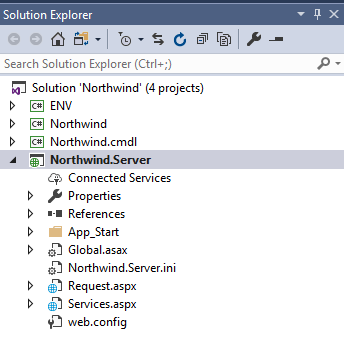 Solution Explorer
Search Solution Explorer (Ctrl+;)
Solution 'Northwind' (4 projects)
C# ENV
C# Northwind
C# Northwind.cmdl
Northwind.Server
Connected Services
Properties
References
App_Start
Global.asax
Northwind.Server.ini
Request.aspx
Services.aspx
web.config